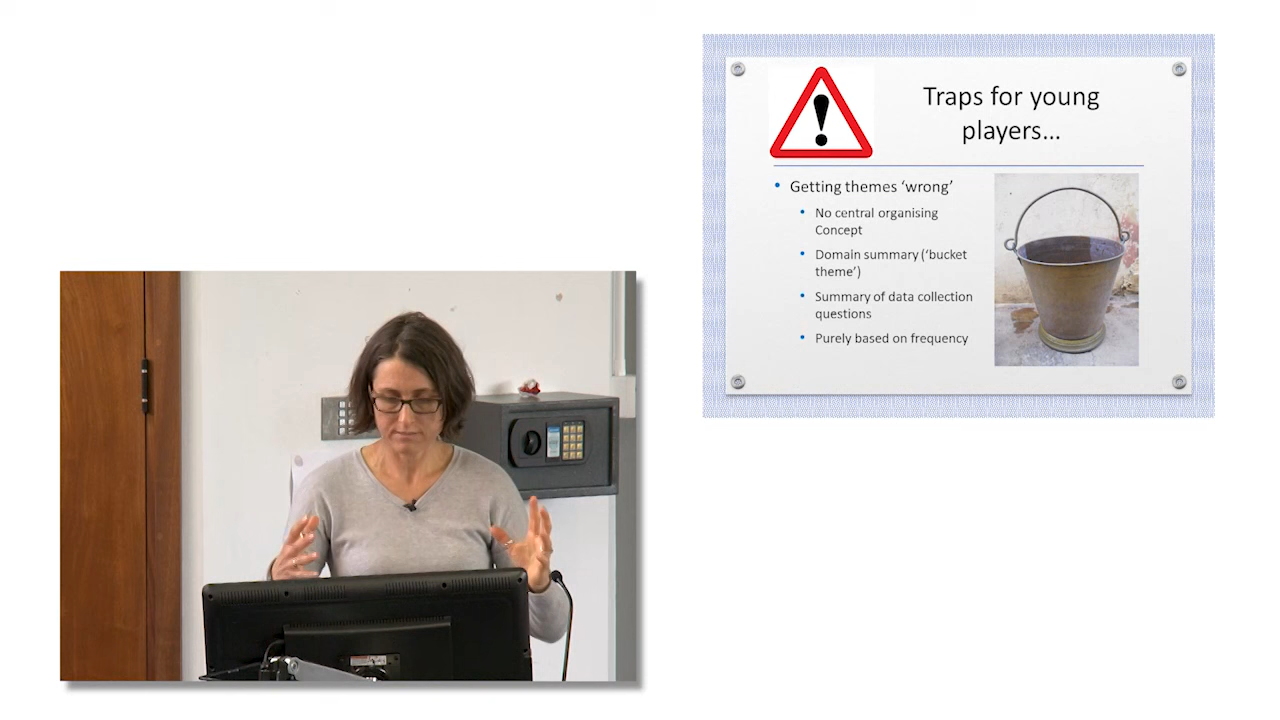 Traps for young
players...
• Getting themes ‘wrong’
• No central organising
Concept
• Domain summary (‘bucket
theme’)
• Summary of data collection
questions
• Purely based on frequency